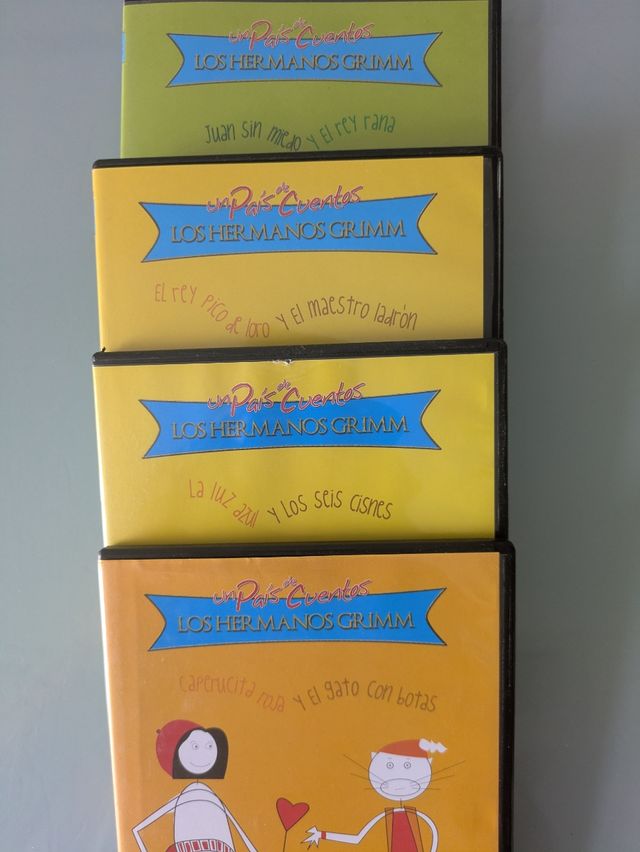 un País de Cuentos
LOS HERMANOS GRIMM
Juan sin miedo y El rey rana
un País de Cuentos
LOS HERMANOS GRIMM
El rey pico de loro y El maestro ladrón
un País de Cuentos
LOS HERMANOS GRIMM
La luz azul y Los seis cisnes
un País de Cuentos
LOS HERMANOS GRIMM
Caperucita roja y El gato con botas